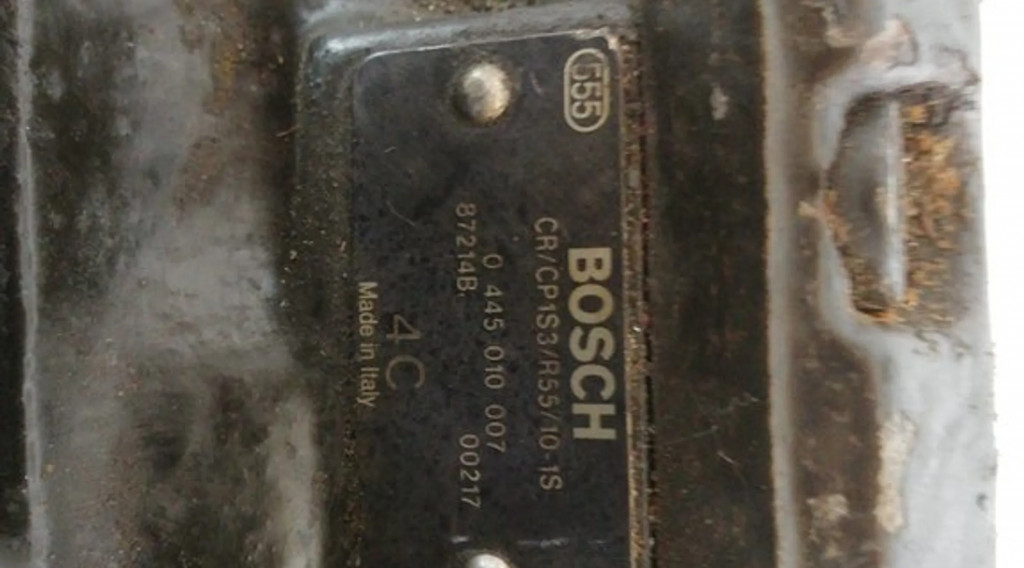 555
BOSCH
CR/CP1S3/R55/10-1S
0 445 010 007
87214B. 00217
4C
Made in Italy